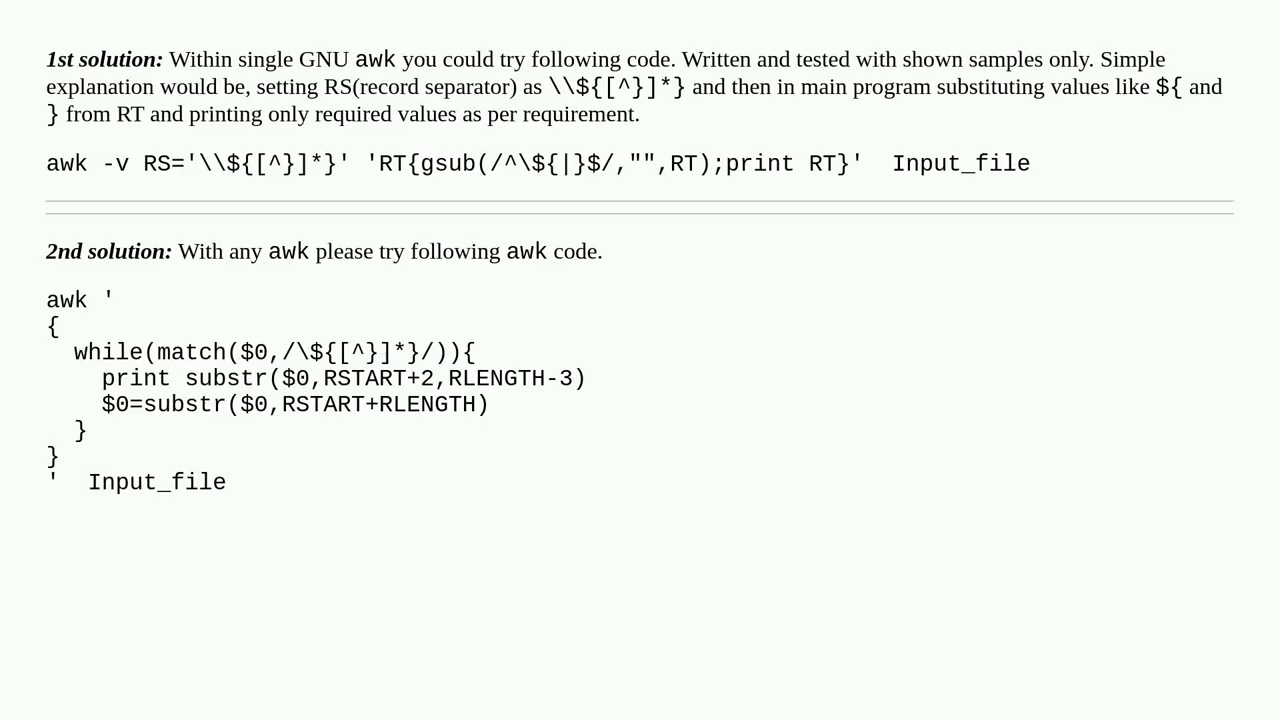 1st solution: Within single GNU awk you could try following code. Written and tested with shown samples only. Simple
explanation would be, setting RS(record separator) as \\${[^}]*} and then in main program substituting values like ${ and
} from RT and printing only required values as per requirement.
awk -v RS='\\${[^}]*}' 'RT{gsub(/^\${|}$/,"",RT);print RT}'  Input_file
2nd solution: With any awk please try following awk code.
awk '
{
  while(match($0,/\${[^}]*}/)){
    print substr($0,RSTART+2,RLENGTH-3)
    $0=substr($0,RSTART+RLENGTH)
  }
}
'  Input_file